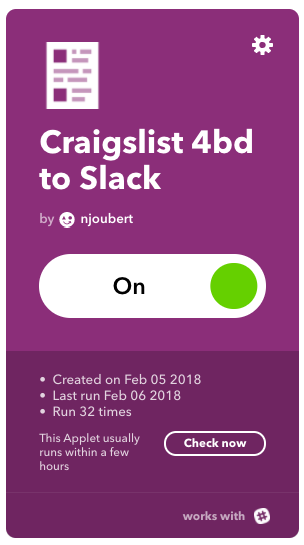 Craigslist 4bd
to Slack
by njoubert
On
• Created on Feb 05 2018
• Last run Feb 06 2018
• Run 32 times
This Applet usually
runs within a few
hours
Check now
works with